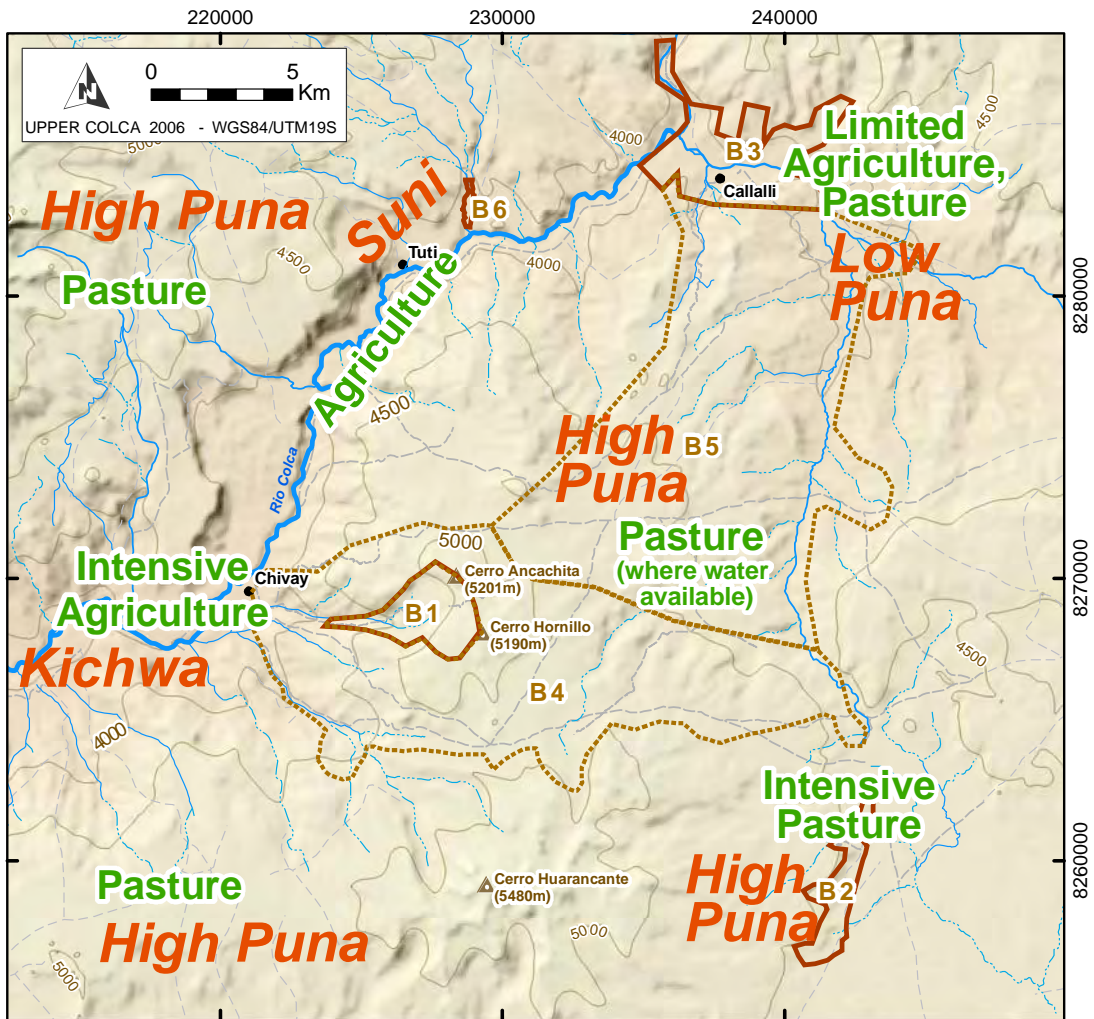 220000
230000
240000
0
5
Km
N
UPPER COLCA 2006 - WGS84/UTM19S
5000
4000
4500
Limited
Agriculture,
Pasture
B3
Callalli
High Puna
Suni
B6
Tuti
4500
4000
Low
Puna
Pasture
Agriculture
8280000
4500
High
Puna
B5
Rio Colca
5000
Pasture
(where water
available)
Intensive
Agriculture
Chivay
Cerro Ancachita
(5201m)
8270000
B1
Cerro Hornillo
(5190m)
Kichwa
B4
4500
4000
Intensive
Pasture
8260000
High
Puna
B2
Pasture
Cerro Huarancante
(5480m)
High Puna
5000
5000